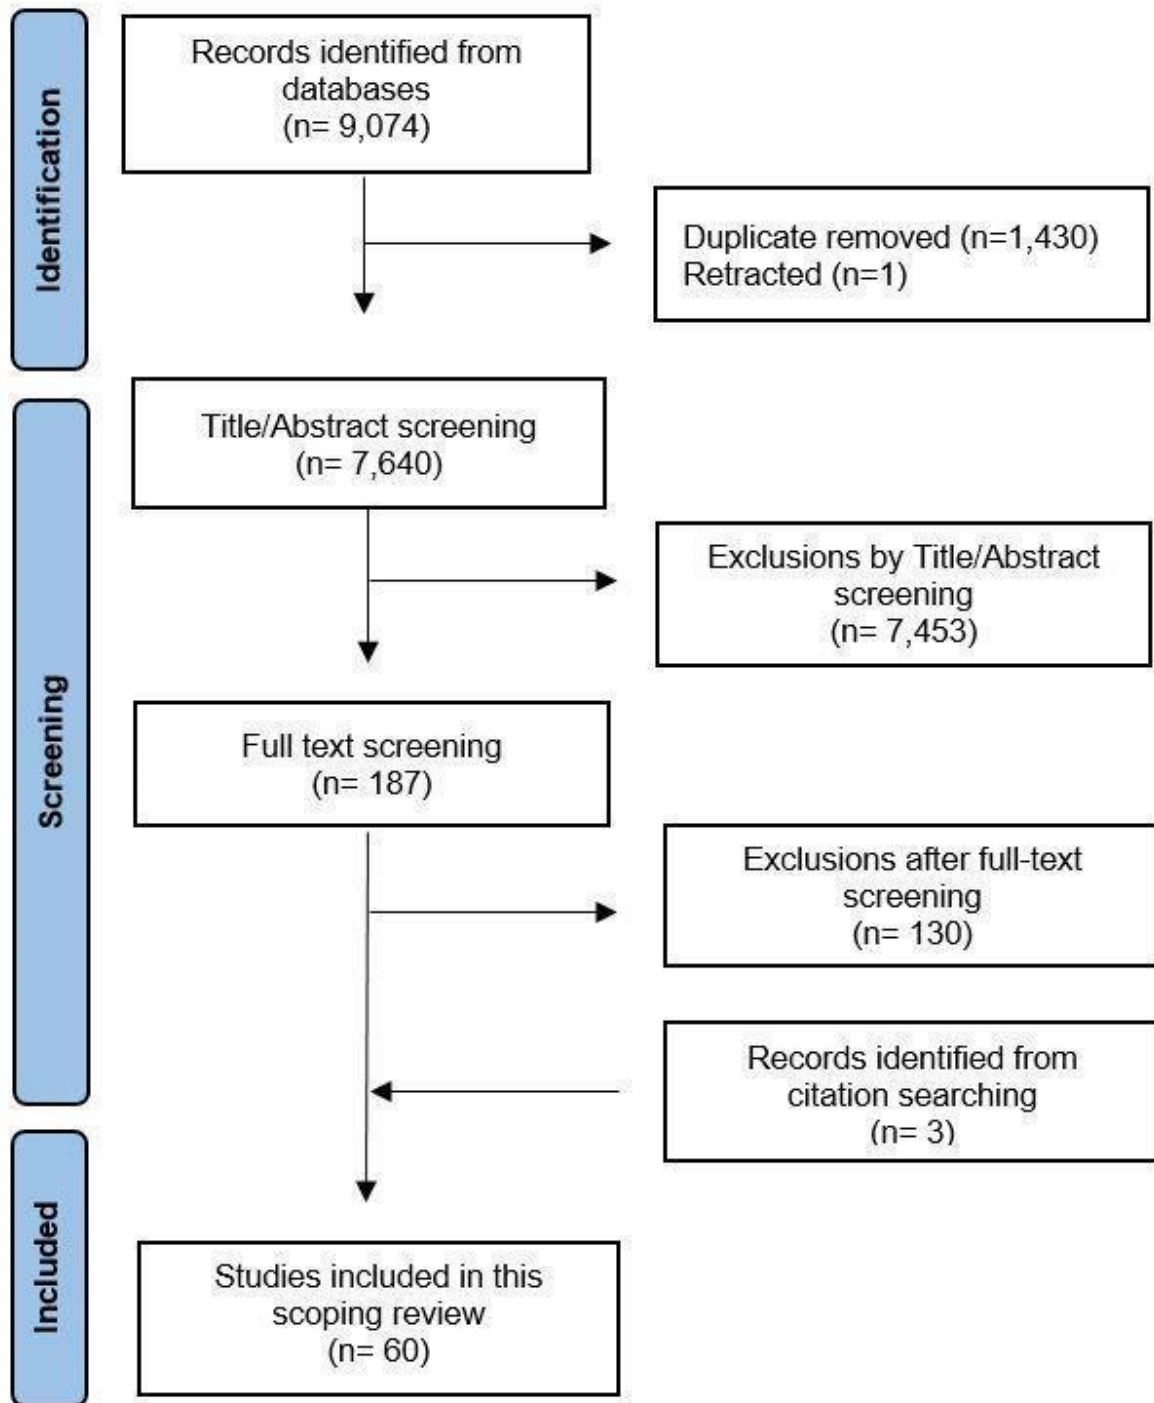 Identification
Records identified from
databases
(n= 9,074)
Duplicate removed (n=1,430)
Retracted (n=1)
Screening
Title/Abstract screening
(n= 7,640)
Exclusions by Title/Abstract
screening
(n= 7,453)
Full text screening
(n= 187)
Exclusions after full-text
screening
(n= 130)
Records identified from
citation searching
(n= 3)
Included
Studies included in this
scoping review
(n= 60)